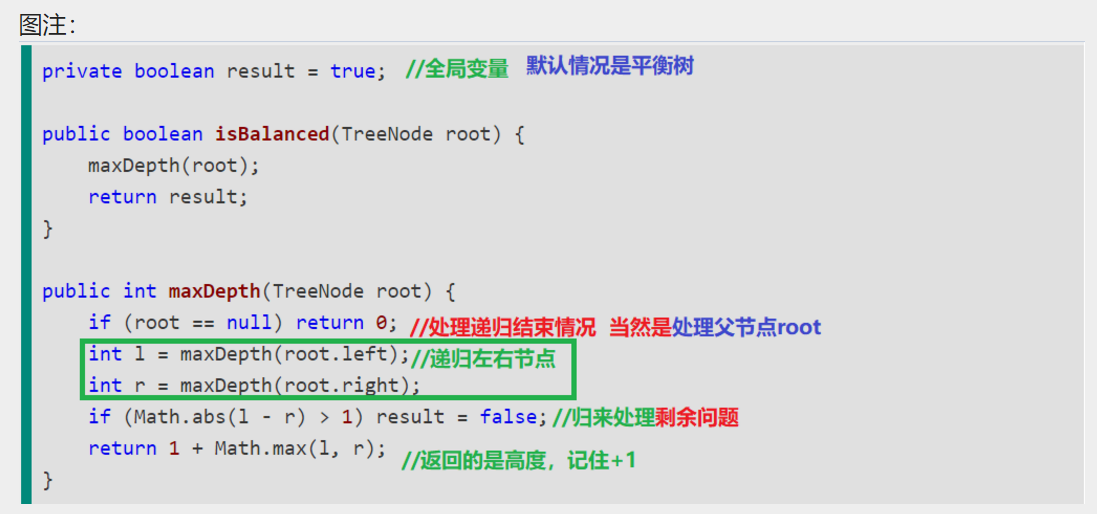 图注：
private boolean result = true; //全局变量 默认情况是平衡树
public boolean isBalanced(TreeNode root) {
maxDepth(root);
return result;
}
public int maxDepth(TreeNode root) {
if (root == null) return 0; //处理递归结束情况 当然是处理父节点root
int l = maxDepth(root.left);//递归左右节点
int r = maxDepth(root.right);
if (Math.abs(l - r) > 1) result = false; //归来处理剩余问题
return 1 + Math.max(l, r); //返回的是高度，记住+1
}